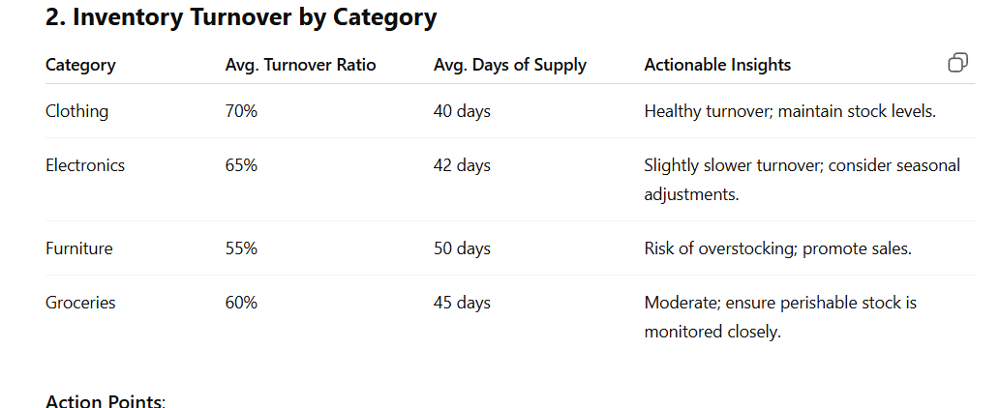 2. Inventory Turnover by Category
Category Avg. Turnover Ratio Avg. Days of Supply Actionable Insights
Clothing 70% 40 days Healthy turnover; maintain stock levels.
Electronics 65% 42 days Slightly slower turnover; consider seasonal
adjustments.
Furniture 55% 50 days Risk of overstocking; promote sales.
Groceries 60% 45 days Moderate; ensure perishable stock is
monitored closely.
Action Points: